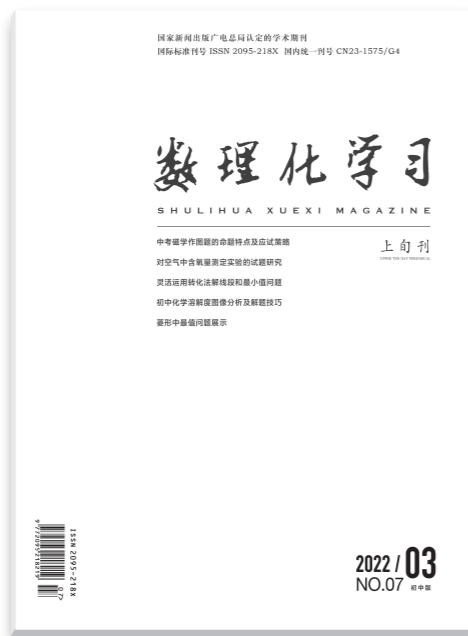 国家新闻出版广电总局认定的学术期刊
国际标准刊号 ISSN 2095-218X 国内统一刊号 CN23-1575/G4
数理化学习
SHULIHUA XUEXI MAGAZINE
上旬刊
中考磁学作图题的命题特点及应试策略
对空气中含氧量测定实验的试题研究
灵活运用转化法解线段和最小值问题
初中化学溶解度图像分析及解题技巧
菱形中最值问题展示
ISSN 2095-218X
9 772095 218219
07>
2022 / 03
NO.07 初中版